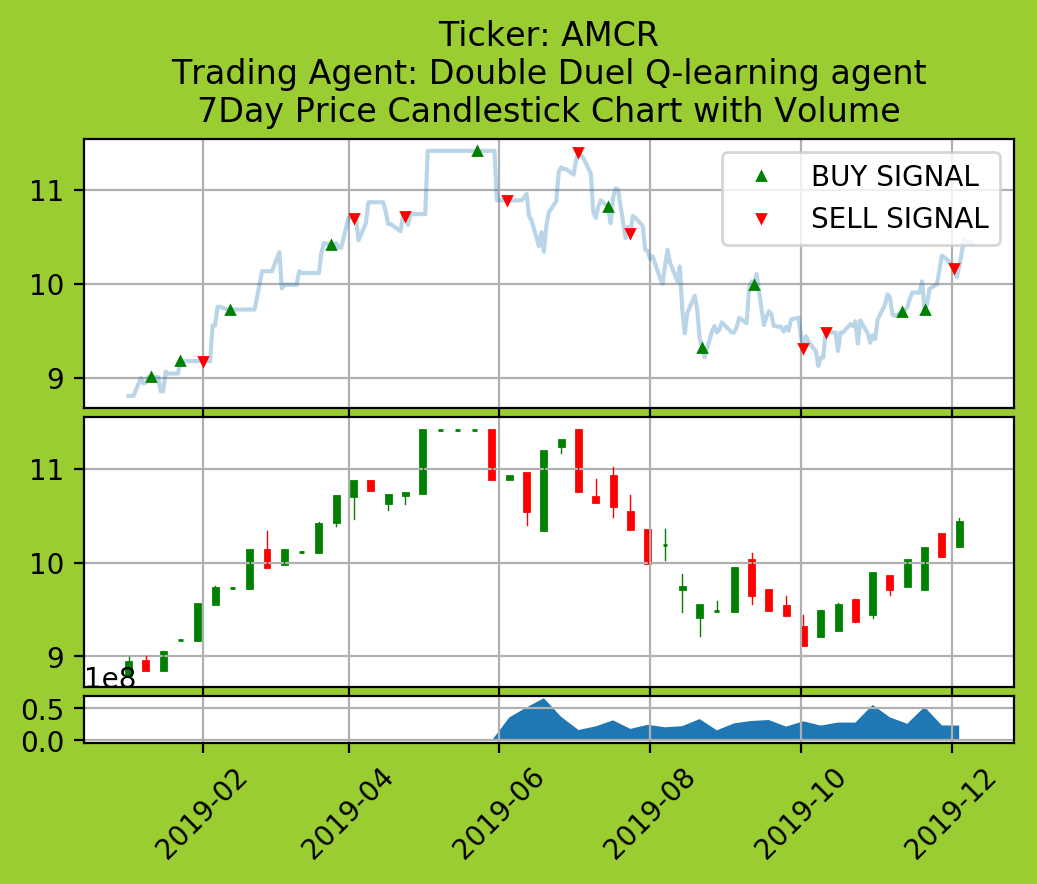 Ticker: AMCR
Trading Agent: Double Duel Q-learning agent
7Day Price Candlestick Chart with Volume
BUY SIGNAL
SELL SIGNAL
11
10
9
11
10
9
1e8
0.5
0.0
2019-02
2019-04
2019-06
2019-08
2019-10
2019-12